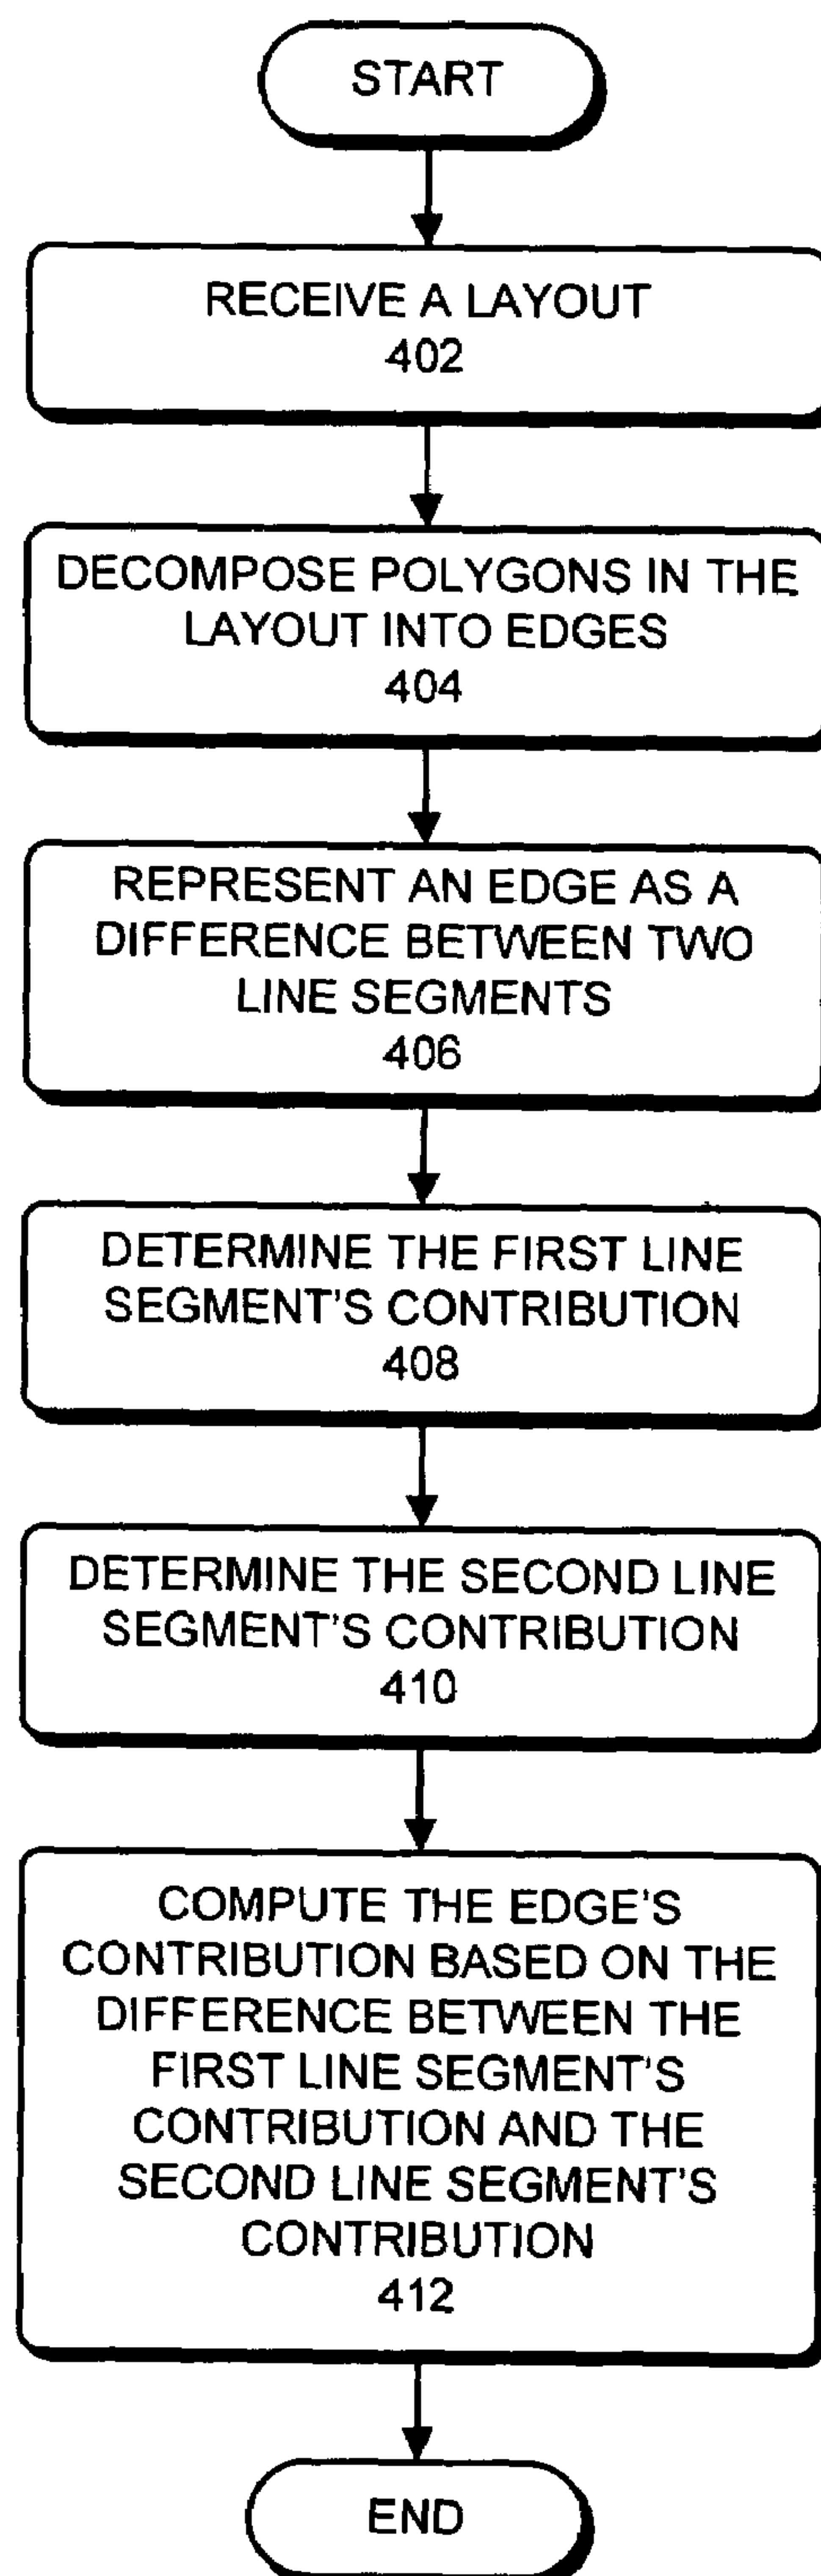 START
RECEIVE A LAYOUT
402
DECOMPOSE POLYGONS IN THE
LAYOUT INTO EDGES
404
REPRESENT AN EDGE AS A
DIFFERENCE BETWEEN TWO
LINE SEGMENTS
406
DETERMINE THE FIRST LINE
SEGMENT'S CONTRIBUTION
408
DETERMINE THE SECOND LINE
SEGMENT'S CONTRIBUTION
410
COMPUTE THE EDGE'S
CONTRIBUTION BASED ON THE
DIFFERENCE BETWEEN THE
FIRST LINE SEGMENT'S
CONTRIBUTION AND THE
SECOND LINE SEGMENT'S
CONTRIBUTION
412
END